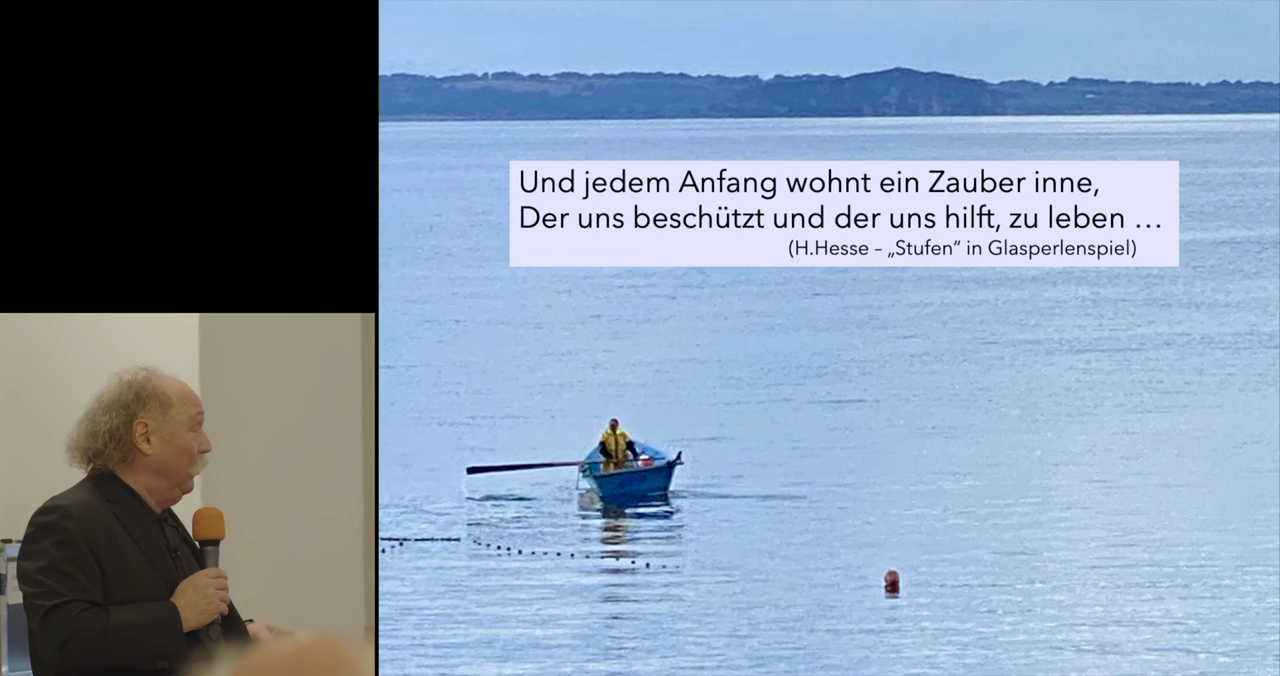 Und jedem Anfang wohnt ein Zauber inne,
Der uns beschützt und der uns hilft, zu leben …
(H.Hesse – „Stufen“ in Glasperlenspiel)